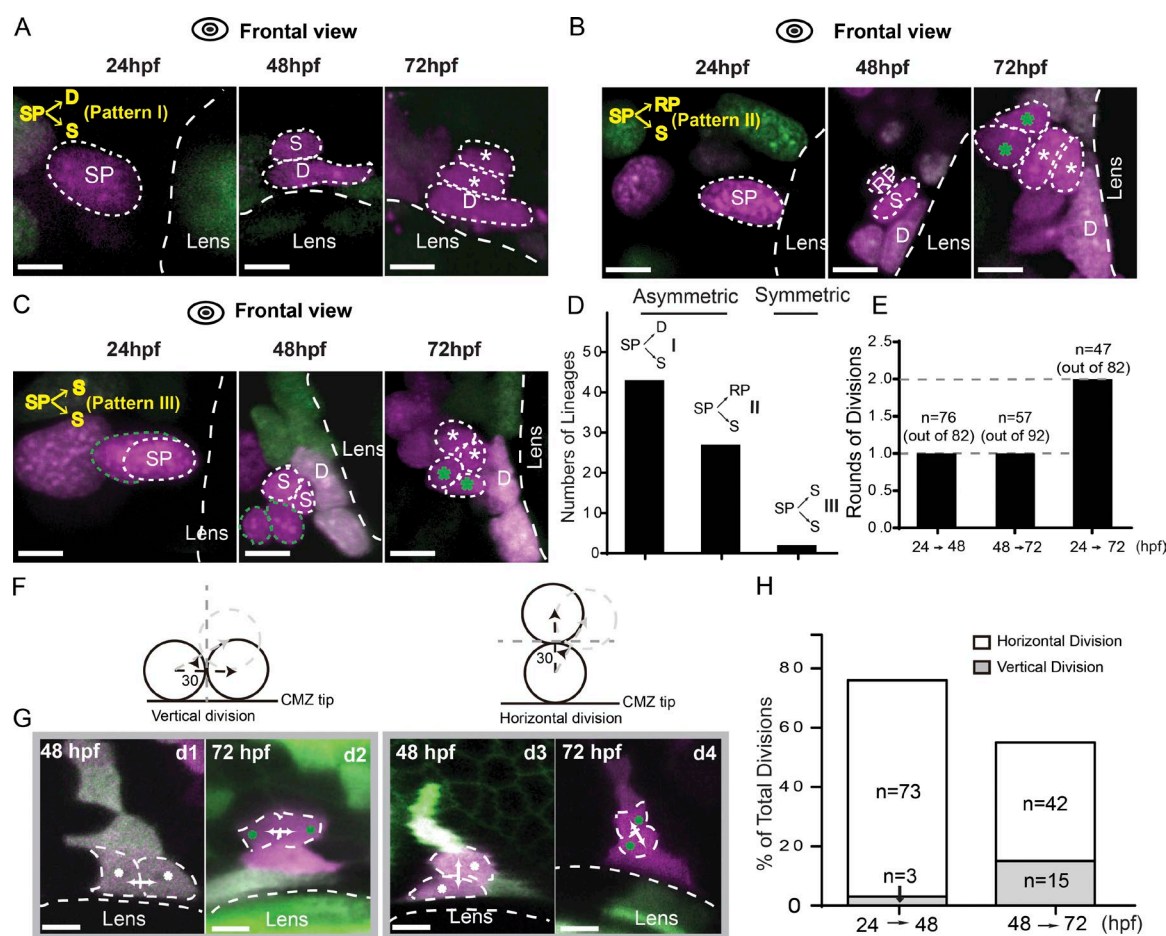 A
Frontal view
24hpf
48hpf
72hpf
SP
D
S
(Pattern I)
SP
Lens
S
D
Lens
*
*
D
Lens
B
Frontal view
24hpf
48hpf
72hpf
SP
RP
S
(Pattern II)
SP
Lens
RP
S
D
Lens
*
*
*
*
D
Lens
C
Frontal view
24hpf
48hpf
72hpf
SP
S
S
(Pattern III)
SP
Lens
S
S
D
Lens
*
*
*
*
D
Lens
D
Asymmetric
Symmetric
Numbers of Lineages
50
40
30
20
10
0
SP
D
S
I
SP
RP
S
II
SP
S
S
III
E
Rounds of Divisions
2.5
2.0
1.5
1.0
0.5
0.0
n=76
(out of 82)
n=57
(out of 92)
n=47
(out of 82)
24 → 48
48 → 72
24 → 72
(hpf)
F
30
CMZ tip
Vertical division
30
CMZ tip
Horizontal division
G
48 hpf
d1
Lens
72 hpf
d2
Lens
48 hpf
d3
Lens
72 hpf
d4
Lens
H
Horizontal Division
Vertical Division
% of Total Divisions
80
60
40
20
0
n=73
n=3
n=42
n=15
24 → 48
48 → 72
(hpf)